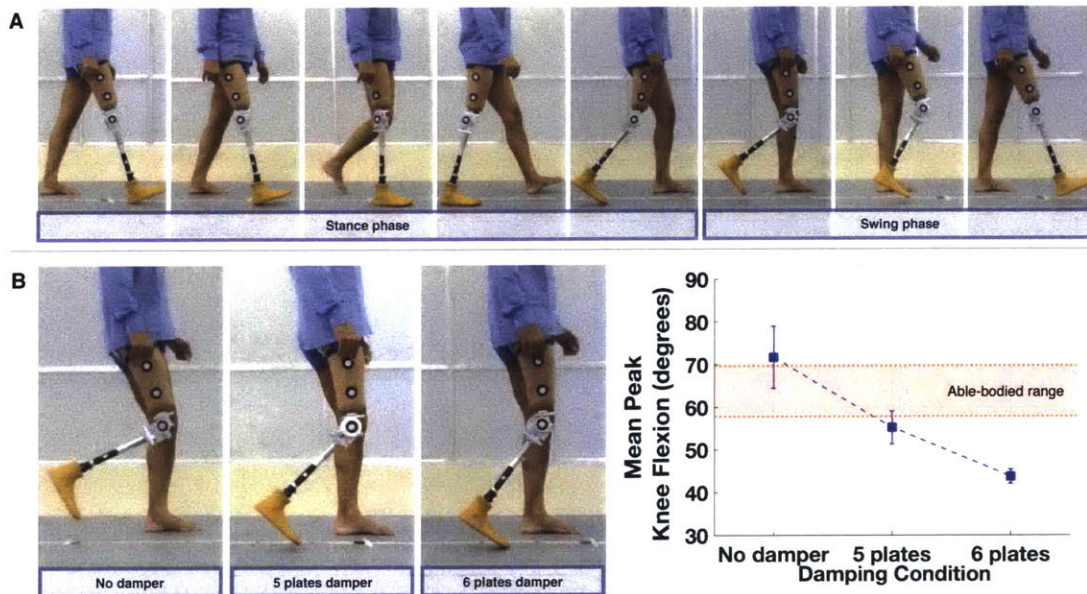 A
Stance phase
Swing phase
B
No damper
5 plates damper
6 plates damper
Mean Peak
Knee Flexion (degrees)
90
80
70
60
50
40
30
Able-bodied range
No damper
5 plates
6 plates
Damping Condition